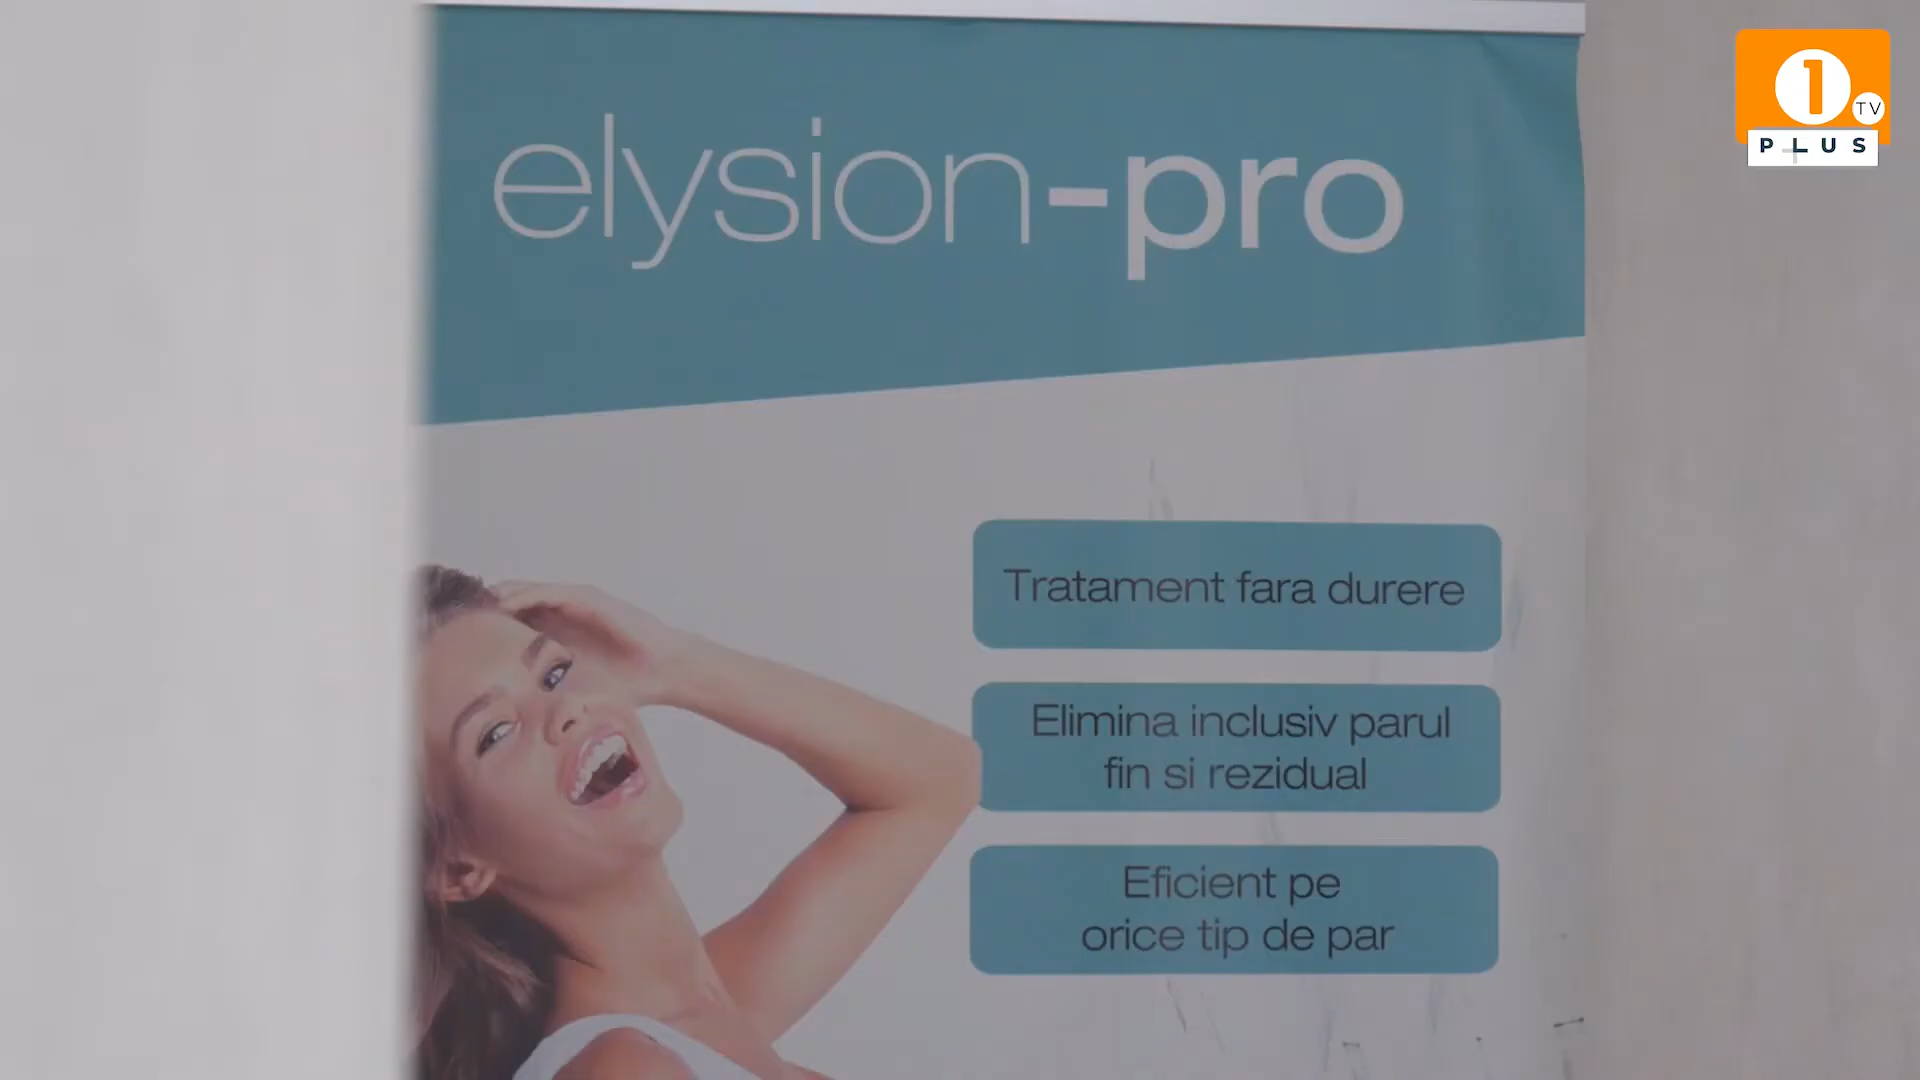 elysion-pro
1
TV
PLUS
Tratament fara durere
Elimina inclusiv parul
fin si rezidual
Eficient pe
orice tip de par